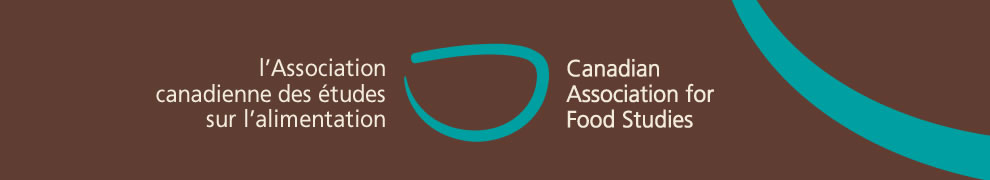 l'Association
canadienne des études
sur l'alimentation
Canadian
Association for
Food Studies